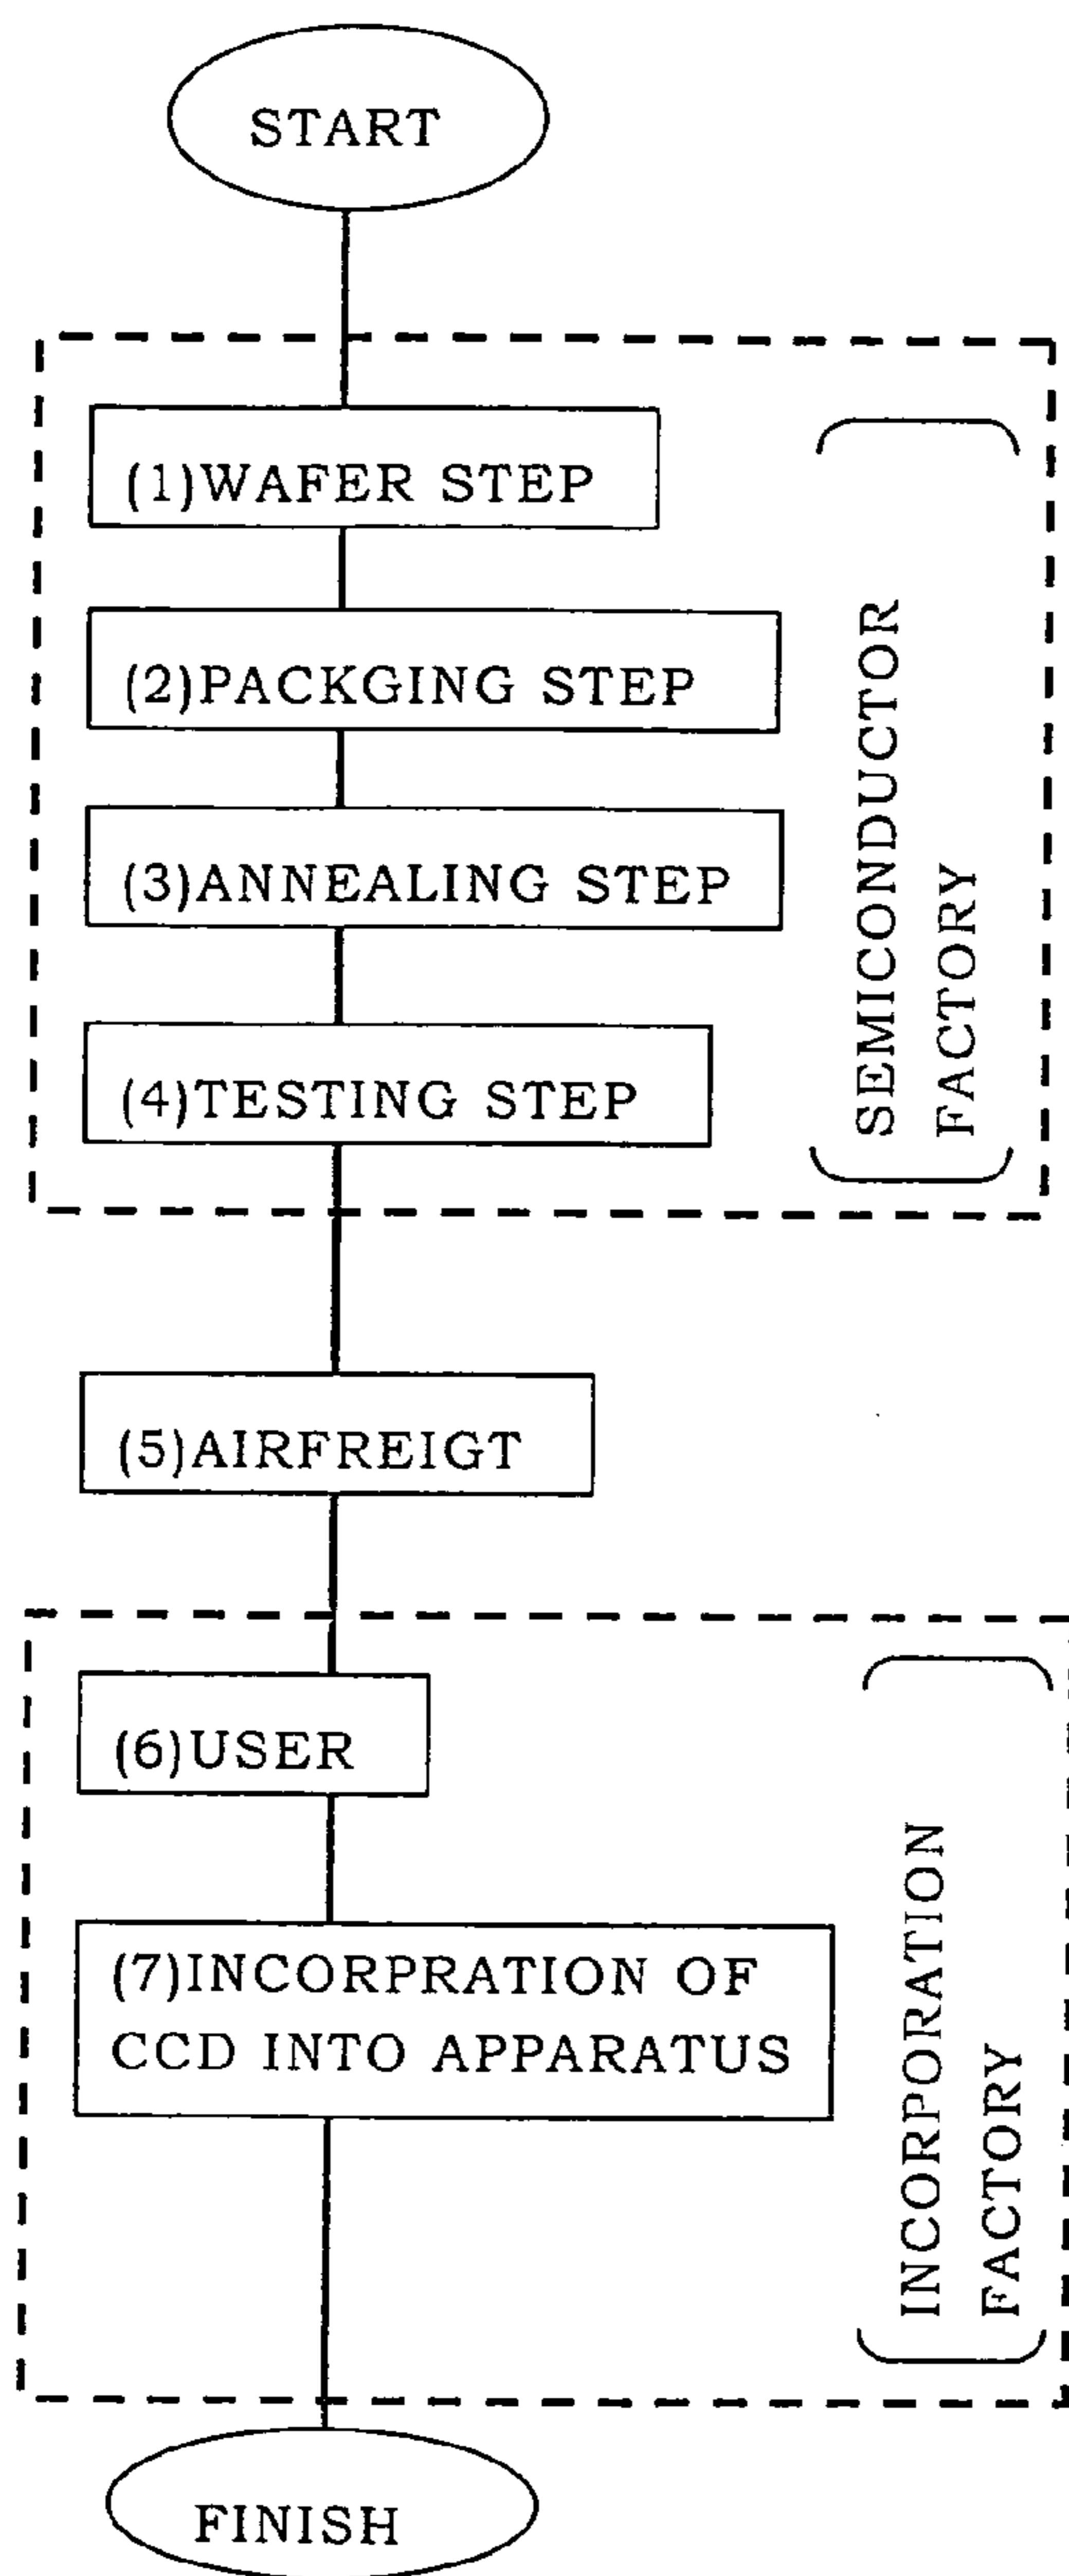 START
(1)WAFER STEP
(2)PACKGING STEP
(3)ANNEALING STEP
(4)TESTING STEP
SEMICONDUCTOR
FACTORY
(5)AIRFREIGT
(6)USER
(7)INCORPRATION OF
CCD INTO APPARATUS
INCORPORATION
FACTORY
FINISH